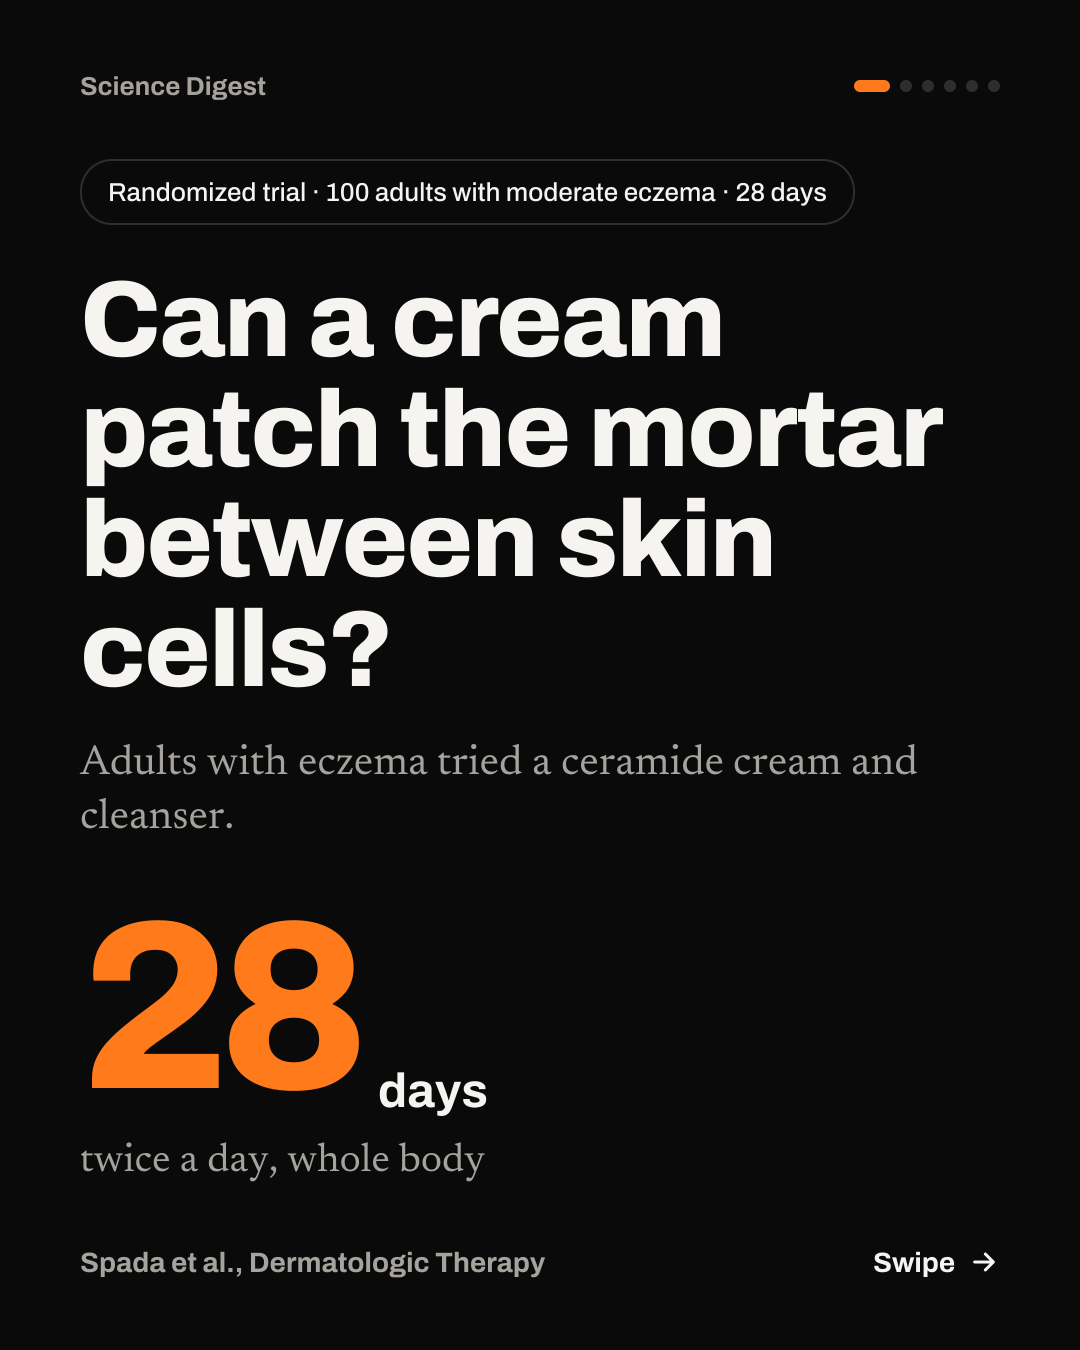 Science Digest
Randomized trial · 100 adults with moderate eczema · 28 days
Can a cream
patch the mortar
between skin
cells?
Adults with eczema tried a ceramide cream and
cleanser.
28 days
twice a day, whole body
Spada et al., Dermatologic Therapy
Swipe →